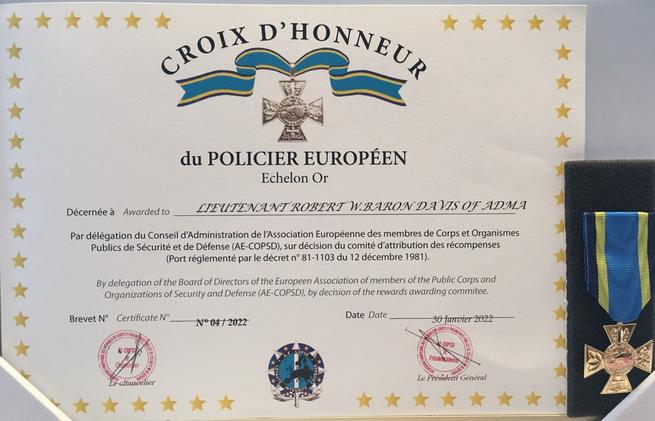 CROIX D'HONNEUR
du POLICIER EUROPÉEN
Echelon Or
Décernée à Awarded to LIEUTENANT ROBERT W.BARON DAVIS OF ADMA
Par délégation du Conseil d'Administration de l'Association Européenne des membres de Corps et Organismes
Publics de Sécurité et de Défense (AE-COPSD), sur décision du comité d'attribution des récompenses
(Port réglementé par le décret n° 81-1103 du 12 décembre 1981).
By delegation of the Board of Directors of the European Association of members of the Public Corps and
Organizations of Security and Defense (AE-COPSD), by decision of the rewards awarding commitee.
Brevet N° Certificate N° N° 04 / 2022 Date Date 30 Janvier 2022
Le chancelier Le Président Général